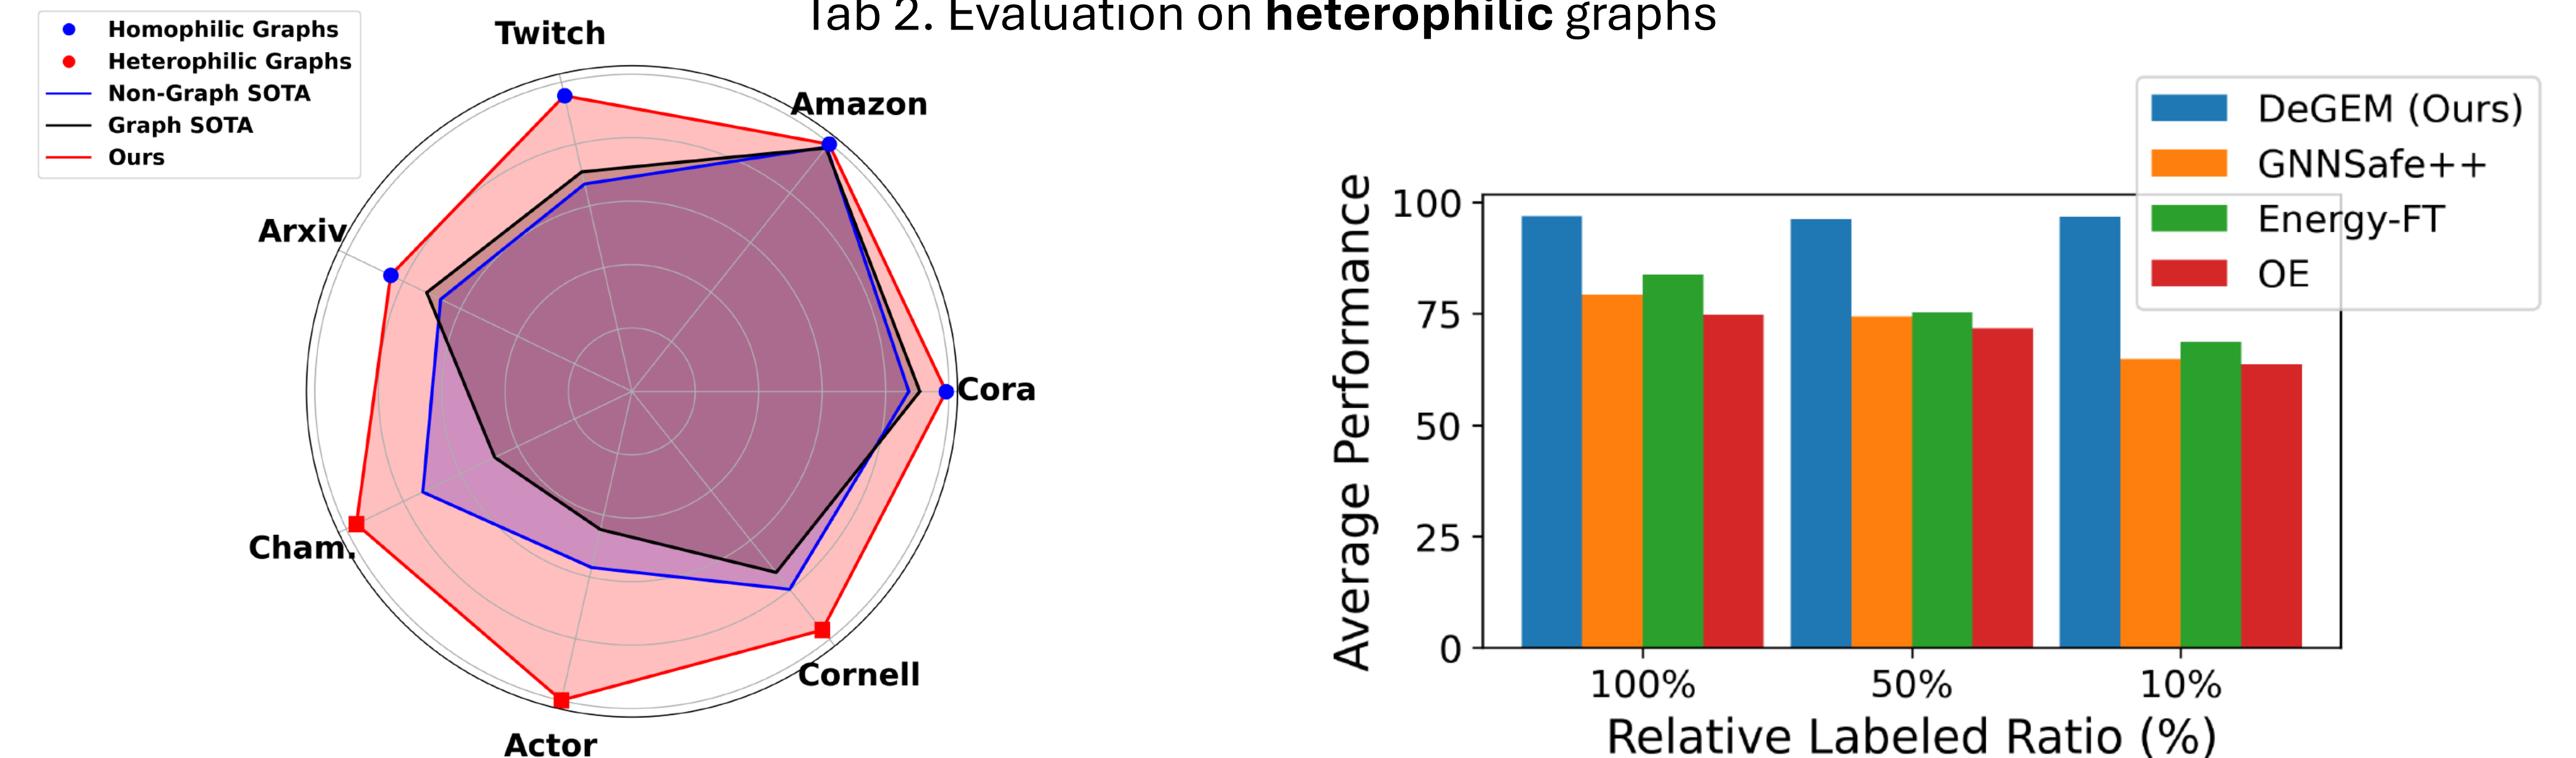 Tab 2. Evaluation on heterophilic graphs
Homophilic Graphs
Heterophilic Graphs
Non-Graph SOTA
Graph SOTA
Ours
Twitch
Amazon
Arxiv
Cora
Cham.
Cornell
Actor
DeGEM (Ours)
GNNSafe++
Energy-FT
OE
Average Performance
100
75
50
25
0
100%
50%
10%
Relative Labeled Ratio (%)